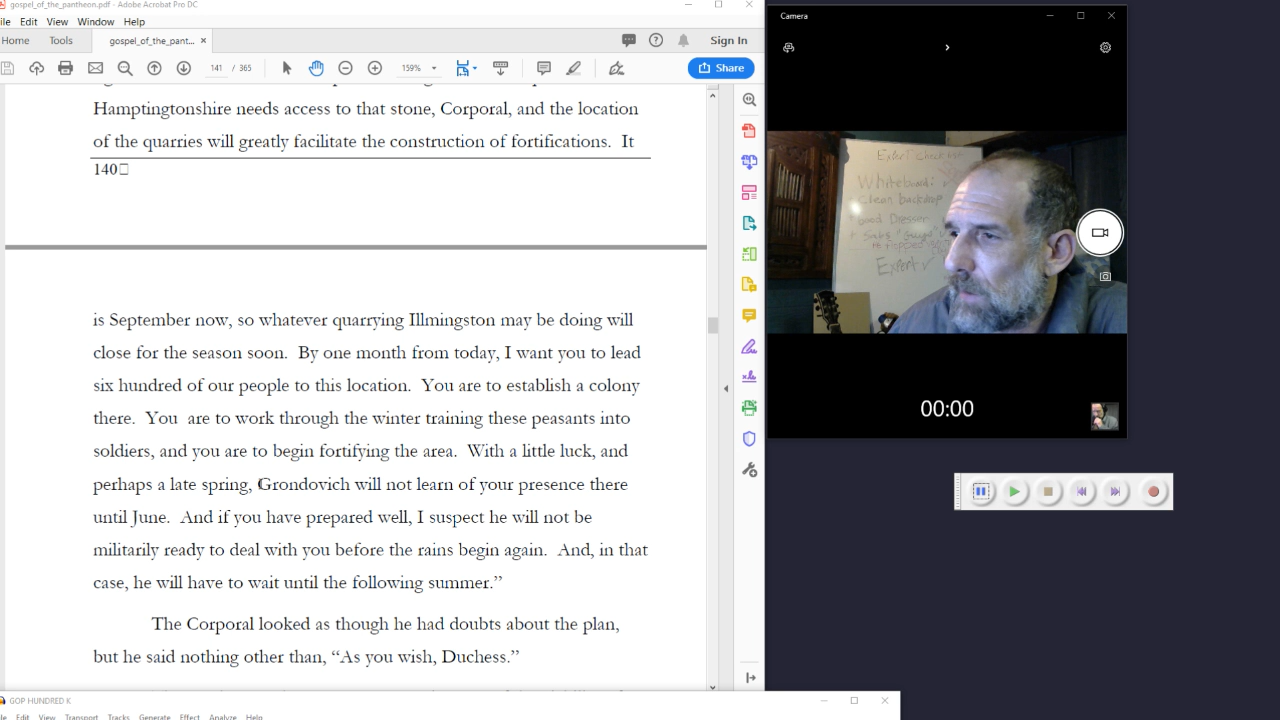 gospel_of_the_pantheon.pdf - Adobe Acrobat Pro DC
ile Edit View Window Help
Home Tools gospel_of_the_pant... × Sign In
141 / 365 159% Share
Hamptingtonshire needs access to that stone, Corporal, and the location
of the quarries will greatly facilitate the construction of fortifications. It
140
is September now, so whatever quarrying Illmingston may be doing will
close for the season soon. By one month from today, I want you to lead
six hundred of our people to this location. You are to establish a colony
there. You are to work through the winter training these peasants into
soldiers, and you are to begin fortifying the area. With a little luck, and
perhaps a late spring, Grondovich will not learn of your presence there
until June. And if you have prepared well, I suspect he will not be
militarily ready to deal with you before the rains begin again. And, in that
case, he will have to wait until the following summer.”
The Corporal looked as though he had doubts about the plan,
but he said nothing other than, “As you wish, Duchess.”
GOP HUNDRED K
le Edit View Transport Tracks Generate Effect Analyze Help
Camera
Expert Check
Whiteboard:
Clean backdrop
Good Dresser
Expert ✓
00:00